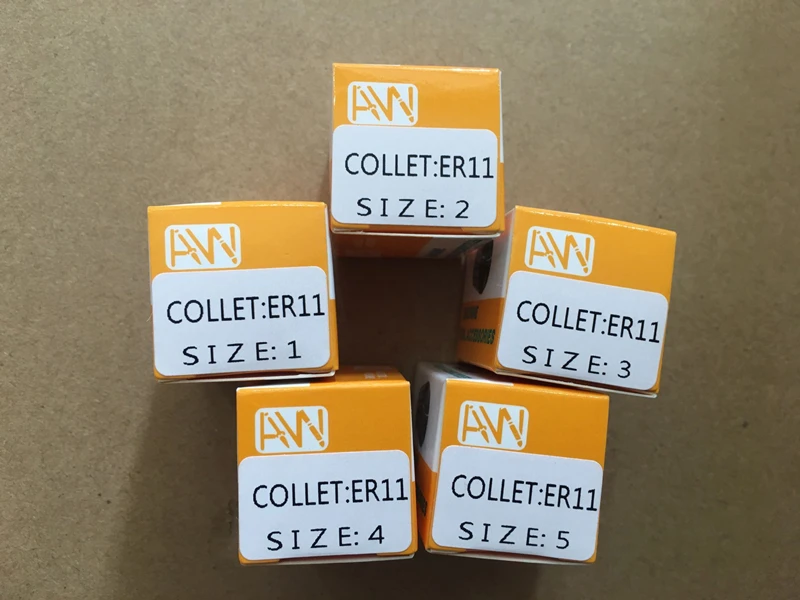 AW
COLLET:ER11
SIZE: 2
AW
COLLET:ER11
SIZE: 1
AW
COLLET:ER11
SIZE: 3
AW
COLLET:ER11
SIZE: 4
AW
COLLET:ER11
SIZE: 5